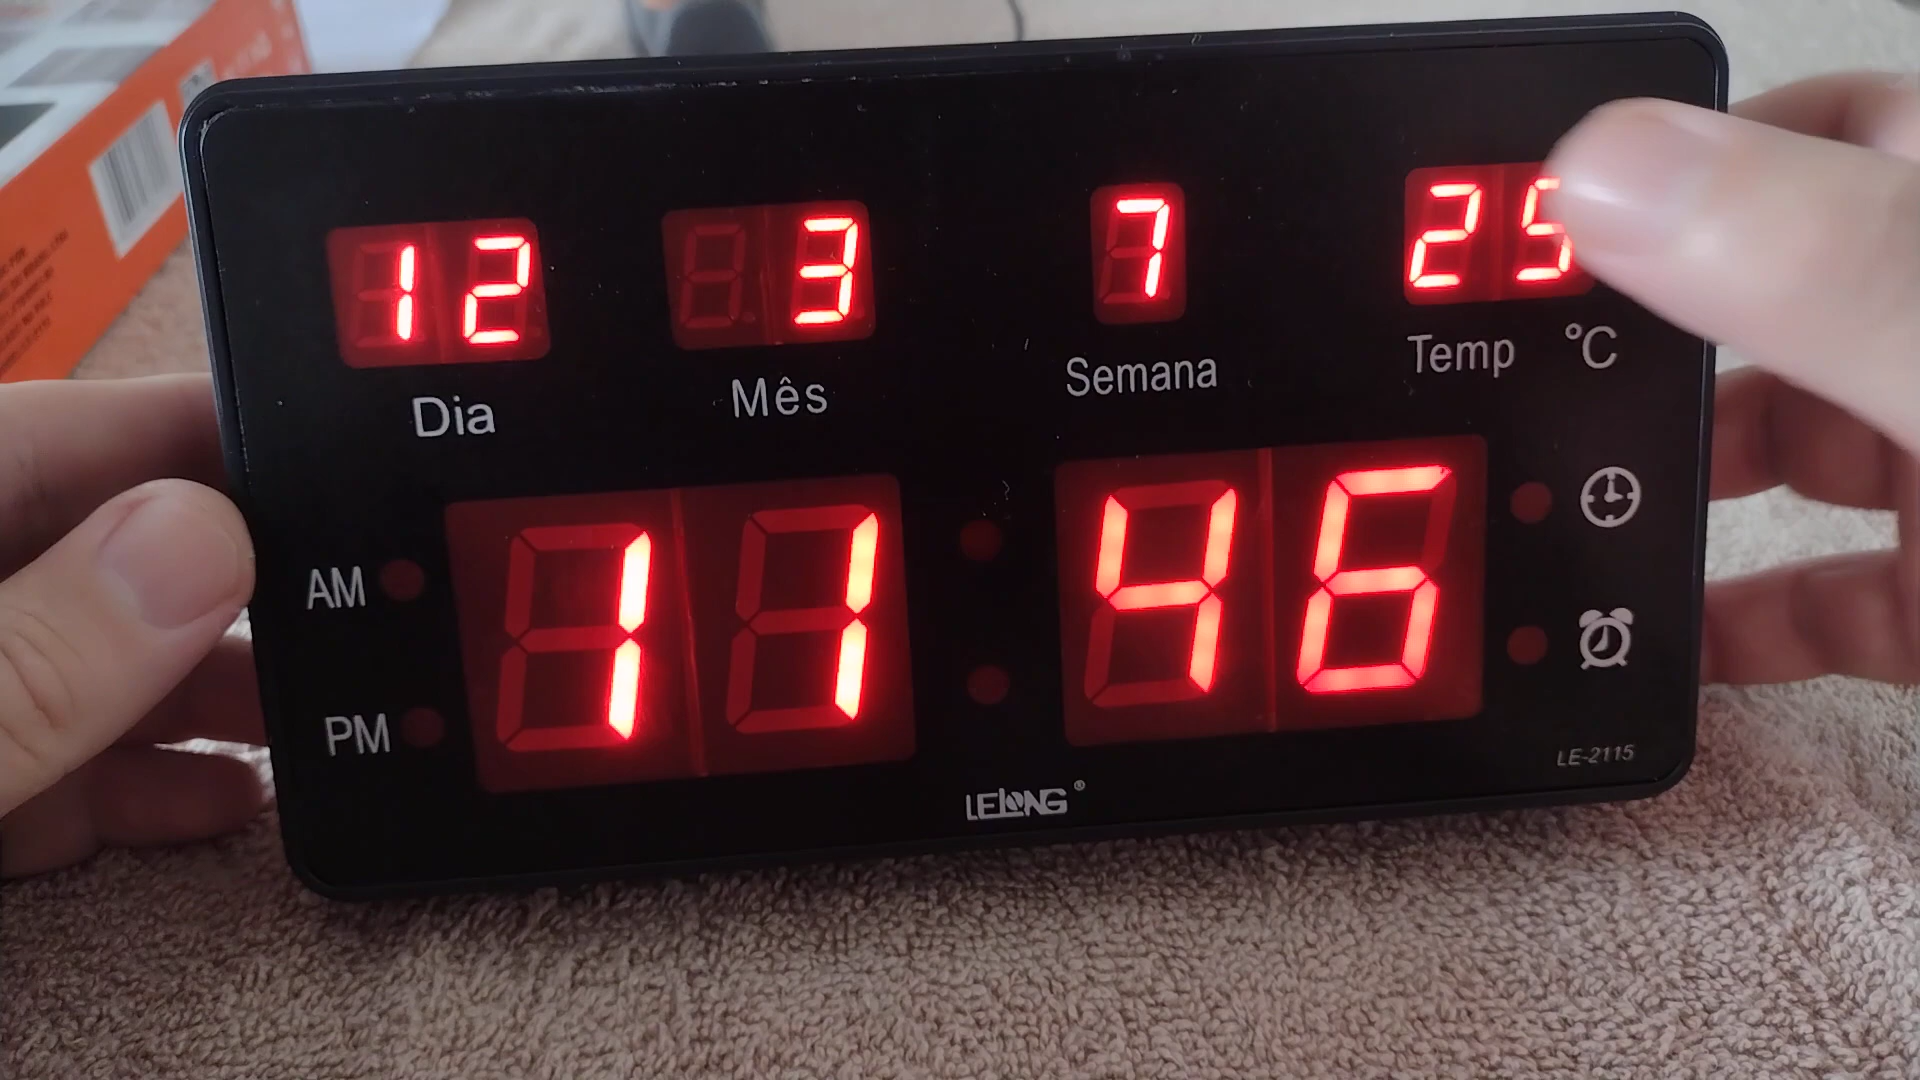 12 3 7 25
Dia Mês Semana Temp °C
11 46
AM
PM
LE-2115
LELONG®